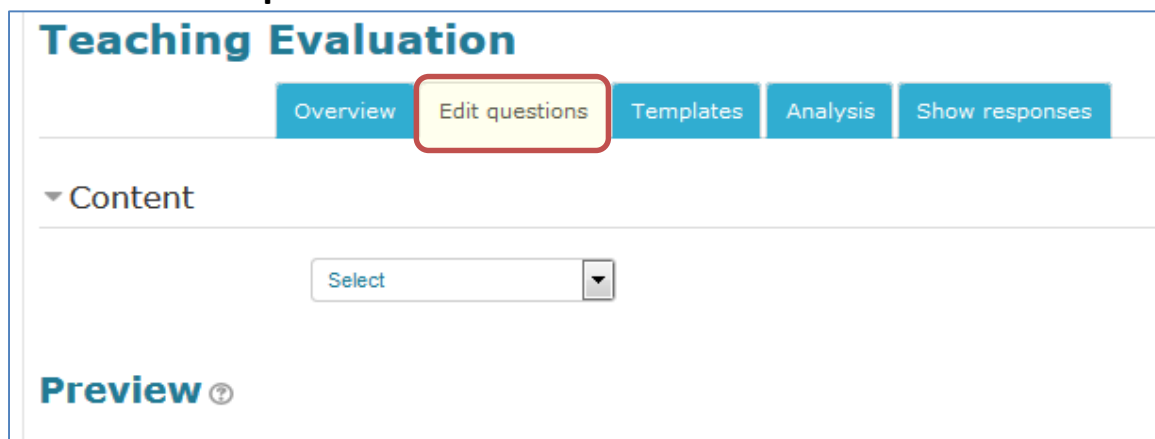 Teaching Evaluation
Overview Edit questions Templates Analysis Show responses
Content
Select
Preview